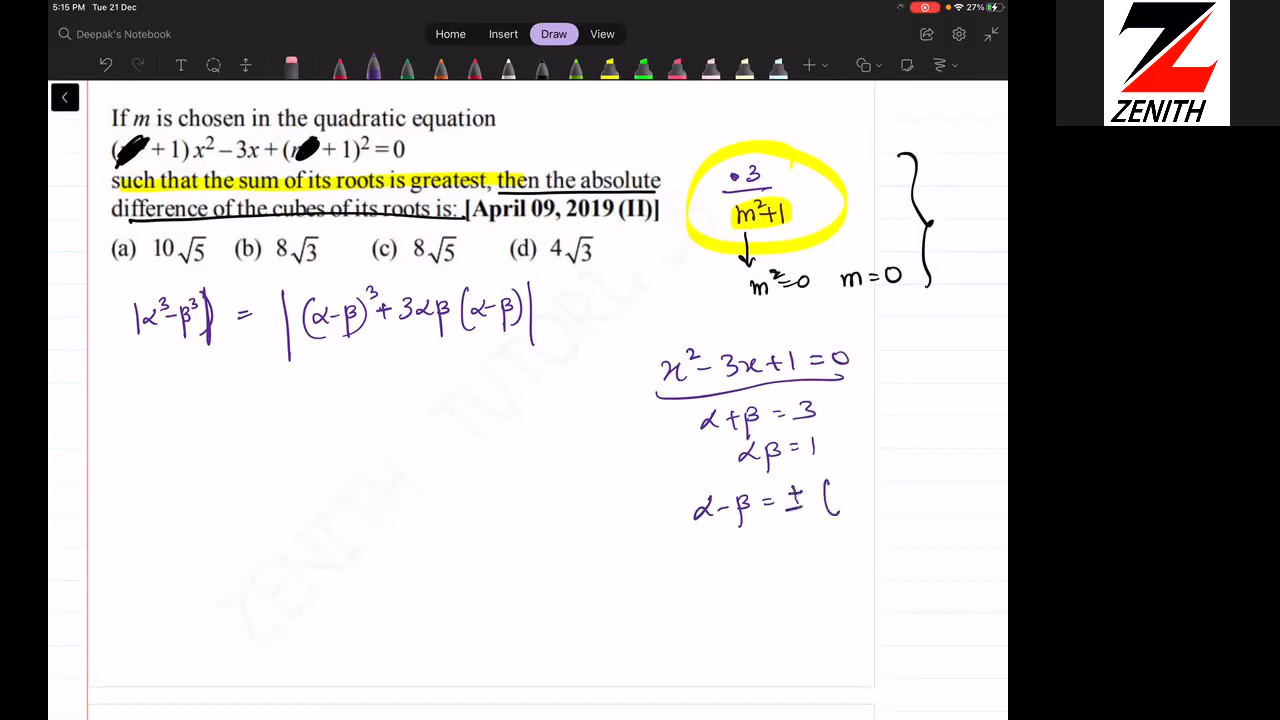 5:15 PM Tue 21 Dec
27%
Deepak's Notebook
Home Insert Draw View
ZENITH
If m is chosen in the quadratic equation
( + 1) x² – 3x + ( + 1)² = 0
such that the sum of its roots is greatest, then the absolute
difference of the cubes of its roots is: [April 09, 2019 (II)]
(a) 10√5 (b) 8√3 (c) 8√5 (d) 4√3
3
m²+1
m²=0 m=0
|α³-β³| = |(α-β)³+3αβ(α-β)|
x²-3x+1=0
α+β=3
αβ=1
α-β=± (